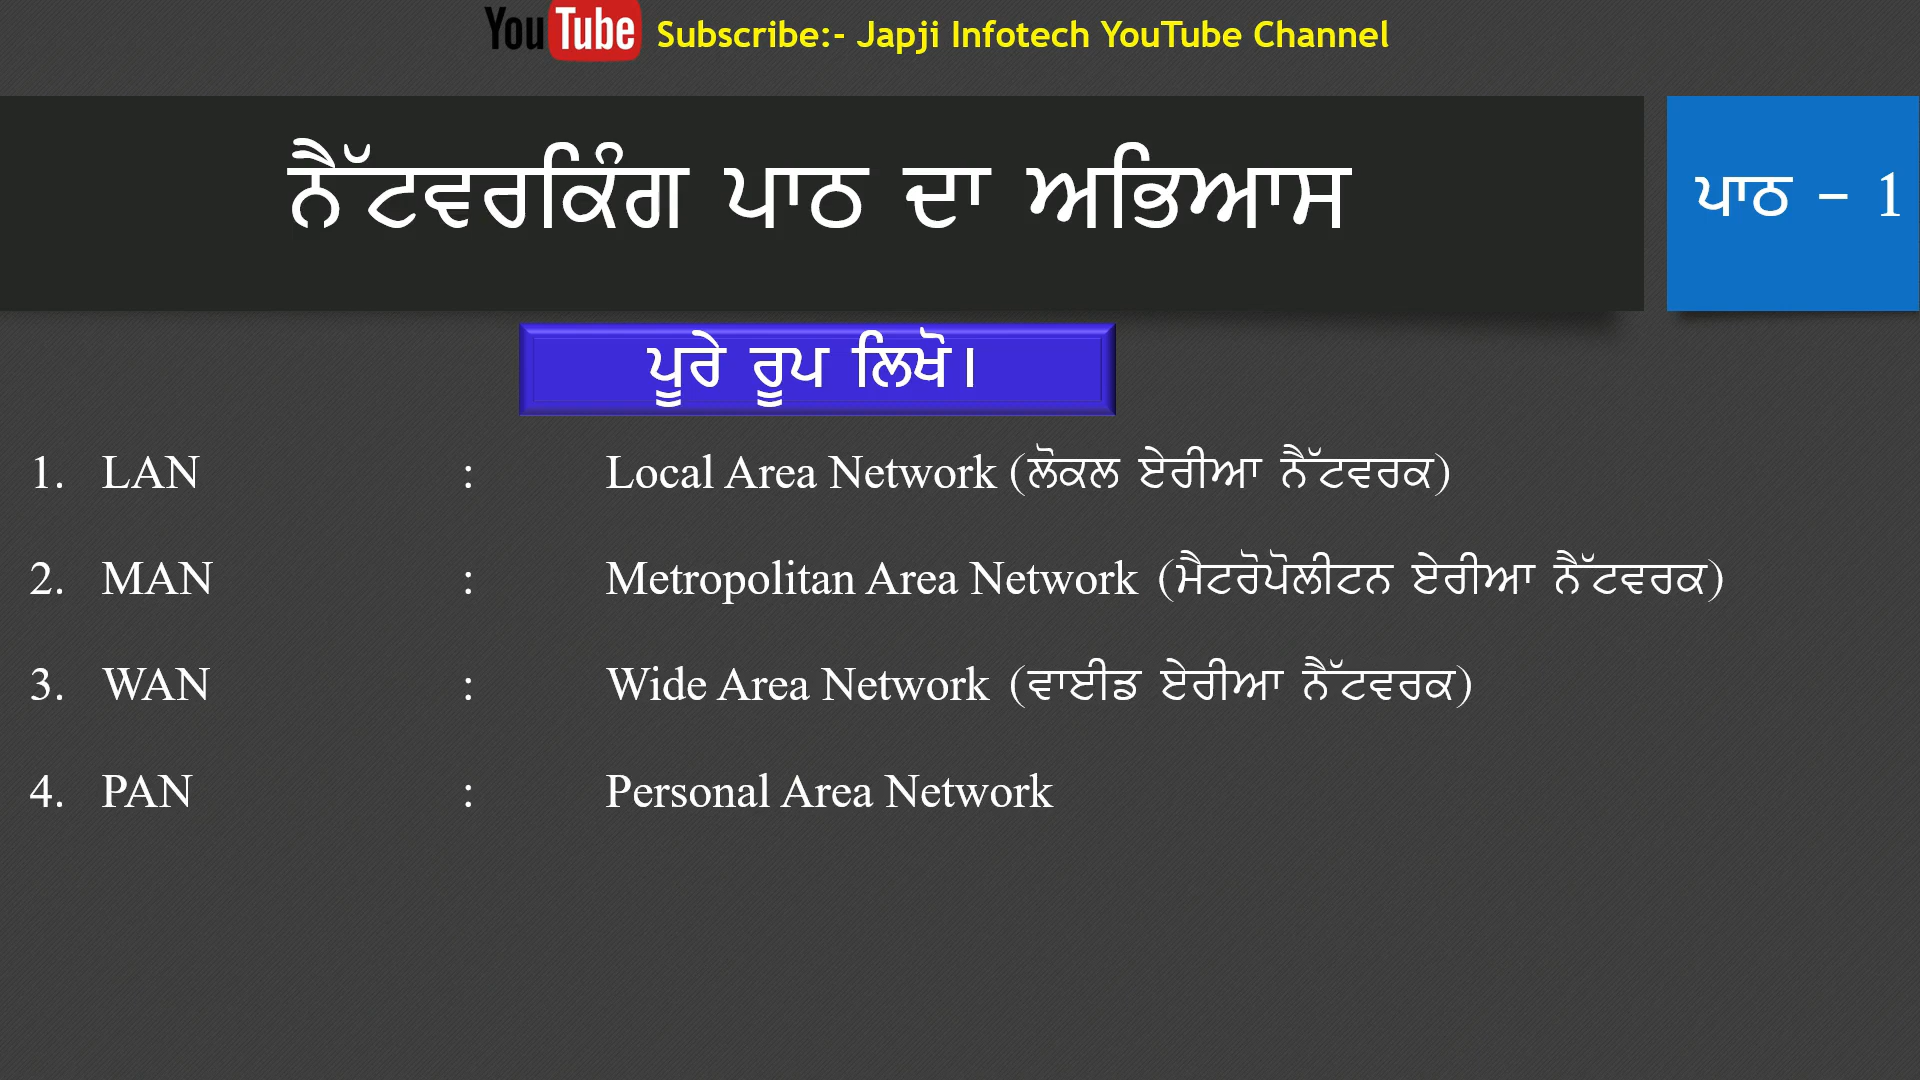 YouTube Subscribe:- Japji Infotech YouTube Channel
ਨੈੱਟਵਰਕਿੰਗ ਪਾਠ ਦਾ ਅਭਿਆਸ
ਪਾਠ – 1
ਪੂਰੇ ਰੂਪ ਲਿਖੋ।
1. LAN : Local Area Network (ਲੋਕਲ ਏਰੀਆ ਨੈੱਟਵਰਕ)
2. MAN : Metropolitan Area Network (ਮੈਟਰੋਪੋਲੀਟਨ ਏਰੀਆ ਨੈੱਟਵਰਕ)
3. WAN : Wide Area Network (ਵਾਈਡ ਏਰੀਆ ਨੈੱਟਵਰਕ)
4. PAN : Personal Area Network